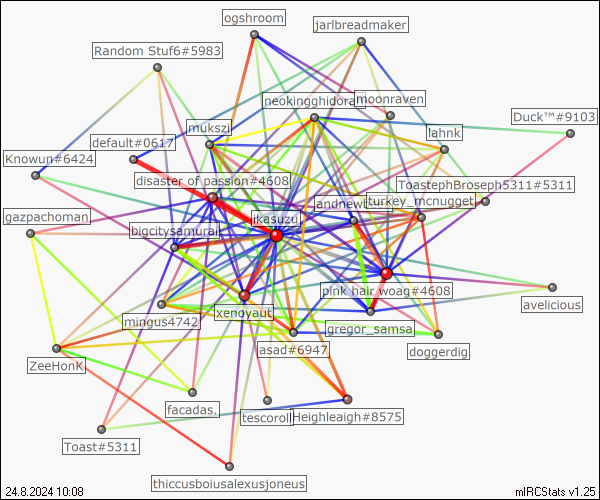 ogshroom
jarlbreadmaker
Random Stuf6#5983
neokingghidorah
moonraven
Duck™#9103
mukszi
lahnk
default#0617
Knowun#6424
disaster of passion#4608
ToastephBroseph5311#5311
turkey_mcnugget
gazpachoman
ikasuzu
bigcitysamurai
pink hair woag#4608
avelicious
mingus4742
xenoyaut
gregor_samsa
asad#6947
doggerdig
ZeeHonK
facadas.
tescoroll
Heighleaigh#8575
Toast#5311
thiccusboiusalexusjoneus
24.8.2024 10:08
mIRCStats v1.25